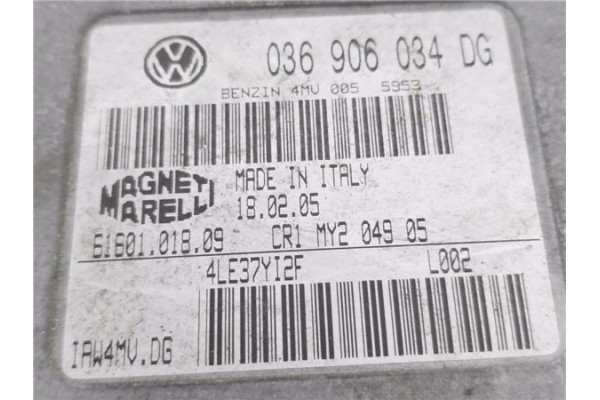 036 906 034 DG
BENZIN 4MV 005 5953
MAGNETI
MARELLI
MADE IN ITALY
18.02.05
61601.018.09 CR1 MY2 049 05
4LE37YI2F L002
IAW4MV.DG